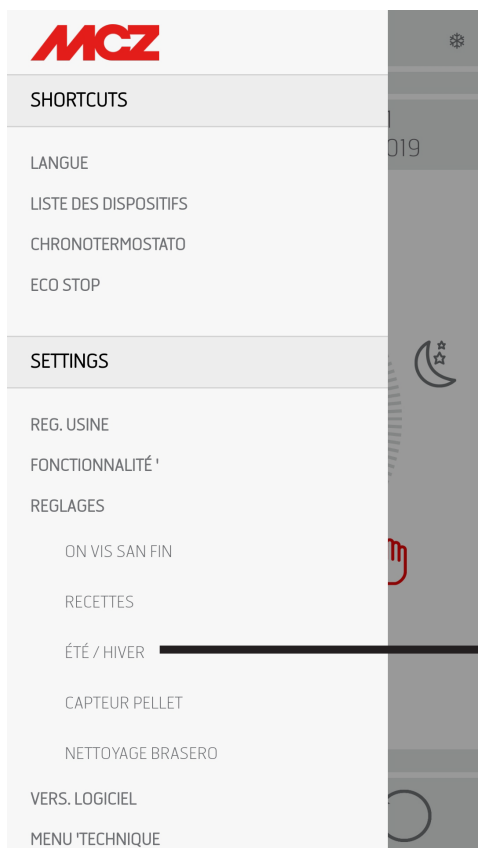 MCZ
SHORTCUTS
019
LANGUE
LISTE DES DISPOSITIFS
CHRONOTERMOSTATO
ECO STOP
SETTINGS
REG. USINE
FONCTIONNALITÉ '
REGLAGES
ON VIS SAN FIN
RECETTES
ÉTÉ / HIVER
CAPTEUR PELLET
NETTOYAGE BRASERO
VERS. LOGICIEL
MENU 'TECHNIQUE